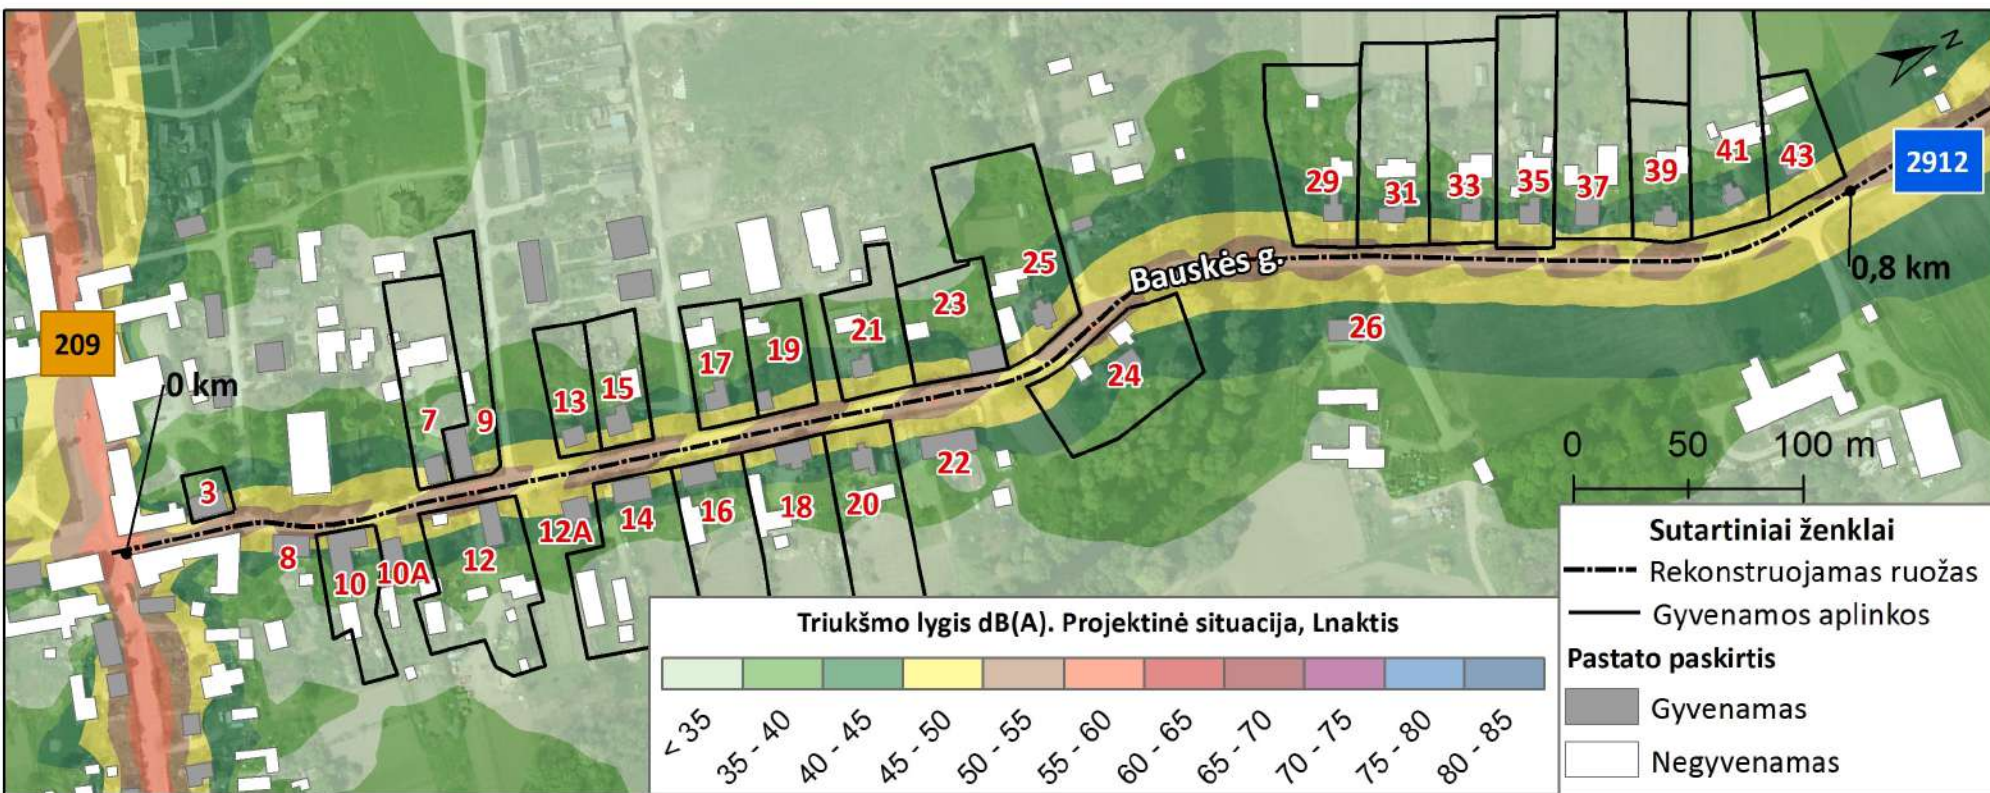 N
2912
29
31
33
35
37
39
41
43
0,8 km
Bauskės g.
25
23
21
19
17
15
13
9
7
3
209
0 km
26
24
22
20
18
16
14
12A
12
10A
10
8
0 50 100 m
Sutartiniai ženklai
Rekonstruojamas ruožas
Gyvenamos aplinkos
Pastato paskirtis
Gyvenamas
Negyvenamas
Triukšmo lygis dB(A). Projektinė situacija, Lnaktis
< 35
35 - 40
40 - 45
45 - 50
50 - 55
55 - 60
60 - 65
65 - 70
70 - 75
75 - 80
80 - 85